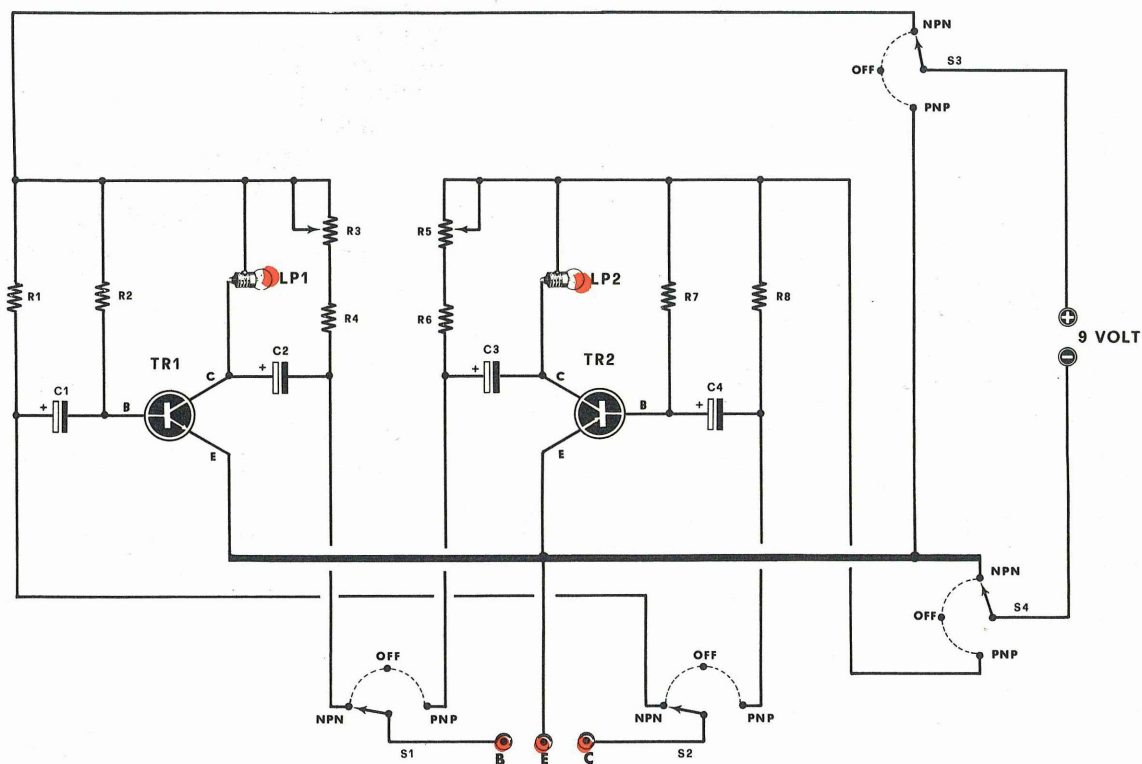 NPN
S3
OFF
PNP
R3
R5
R1
R2
LP1
LP2
R7
R8
R4
R6
+
9 VOLT
-
TR1
C2
C3
TR2
C1
+
C
+
C
C4
+
B
B
+
E
E
NPN
OFF
S4
PNP
OFF
OFF
NPN
PNP
NPN
PNP
S1
B
E
C
S2